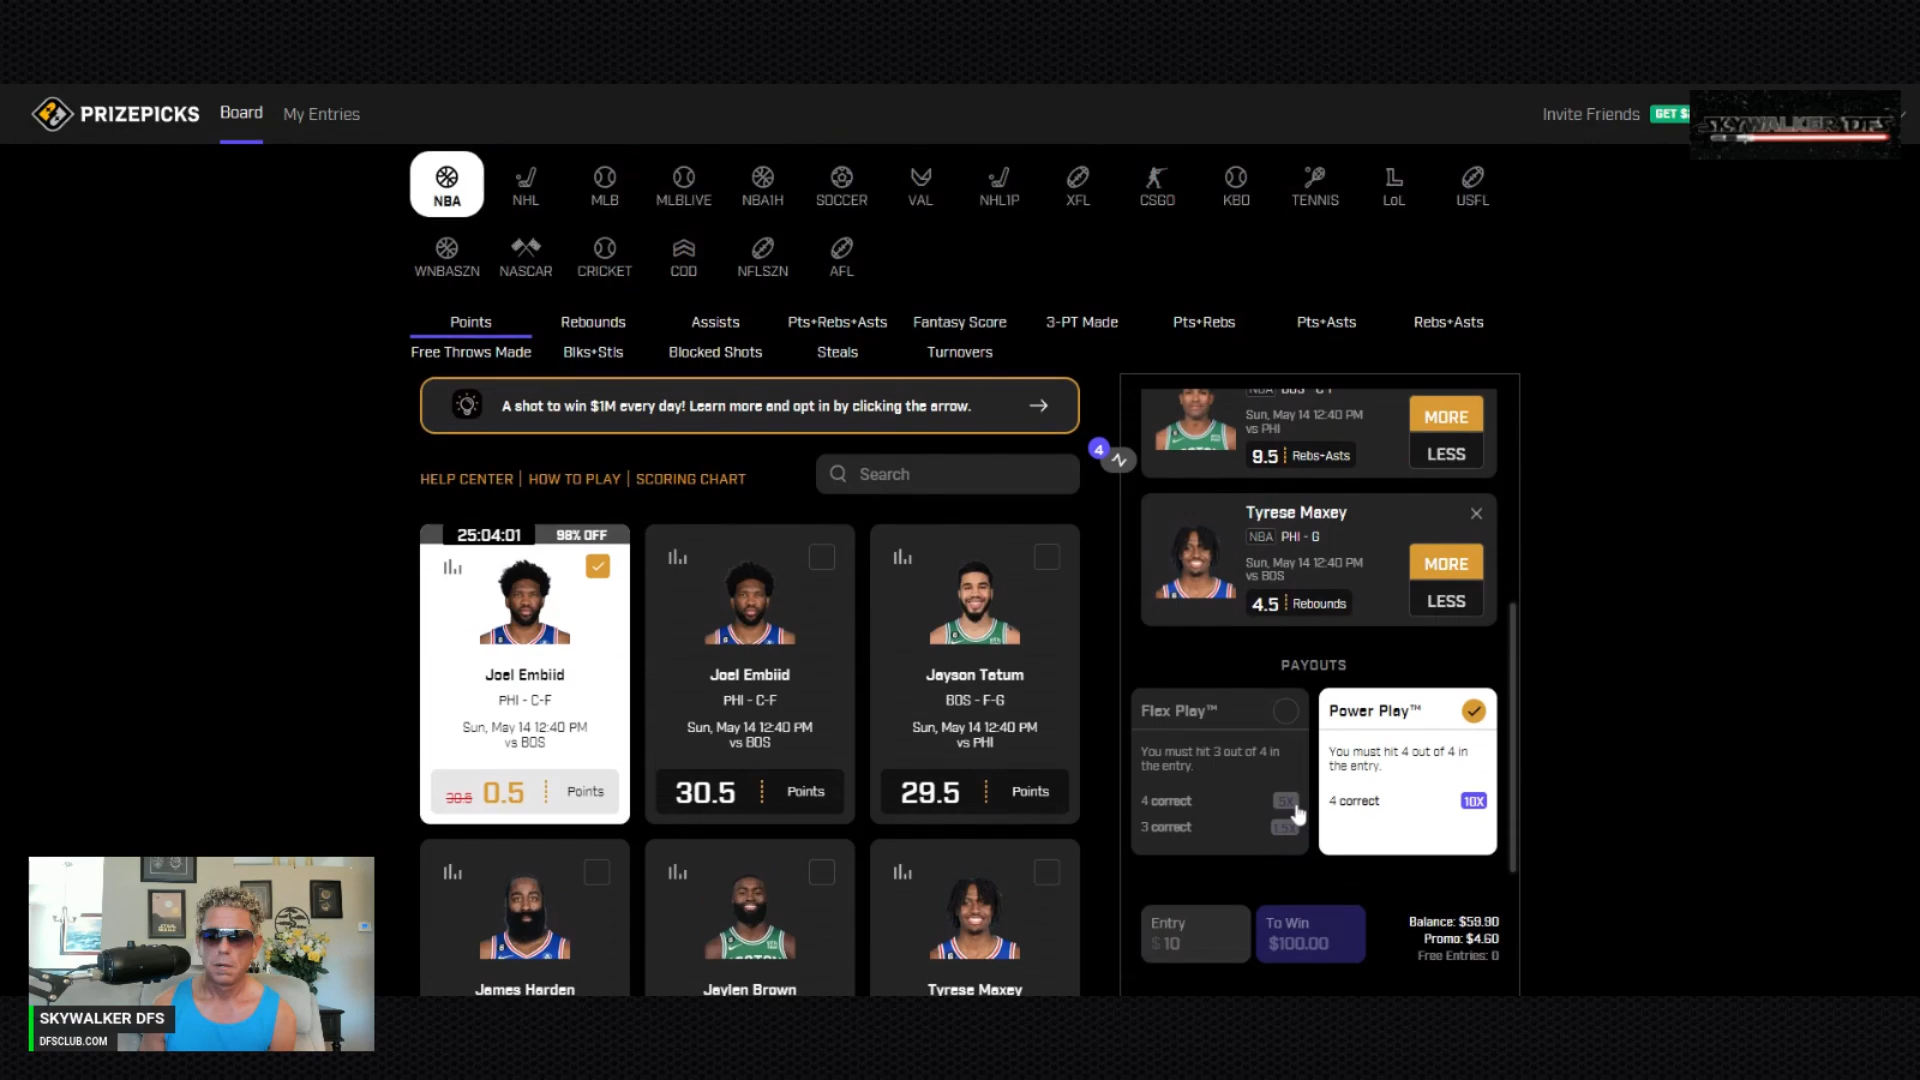 PRIZEPICKS
Board
My Entries
Invite Friends
GET $
SKYWALKER DFS
NBA
NHL
MLB
MLBLIVE
NBA1H
SOCCER
VAL
NHL1P
XFL
CSGO
KBO
TENNIS
LoL
USFL
WNBASZN
NASCAR
CRICKET
COD
NFLSZN
AFL
Points
Rebounds
Assists
Pts+Rebs+Asts
Fantasy Score
3-PT Made
Pts+Rebs
Pts+Asts
Rebs+Asts
Free Throws Made
Blks+Stls
Blocked Shots
Steals
Turnovers
A shot to win $1M every day! Learn more and opt in by clicking the arrow.
HELP CENTER | HOW TO PLAY | SCORING CHART
Search
25:04:01
98% OFF
Joel Embiid
PHI - C-F
Sun, May 14 12:40 PM
vs BOS
30.5 0.5 Points
Joel Embiid
PHI - C-F
Sun, May 14 12:40 PM
vs BOS
30.5 Points
Jayson Tatum
BOS - F-G
Sun, May 14 12:40 PM
vs PHI
29.5 Points
James Harden
Jaylen Brown
Tyrese Maxey
4
Sun, May 14 12:40 PM
vs PHI
9.5 Rebs+Asts
MORE
LESS
Tyrese Maxey
NBA PHI - G
Sun, May 14 12:40 PM
vs BOS
4.5 Rebounds
MORE
LESS
PAYOUTS
Flex Play™
You must hit 3 out of 4 in
the entry.
4 correct 5X
3 correct
Power Play™
You must hit 4 out of 4 in
the entry.
4 correct 10X
Entry
$ 10
To Win
$100.00
Balance: $59.90
Promo: $4.60
Free Entries: 0
SKYWALKER DFS
DFSCLUB.COM